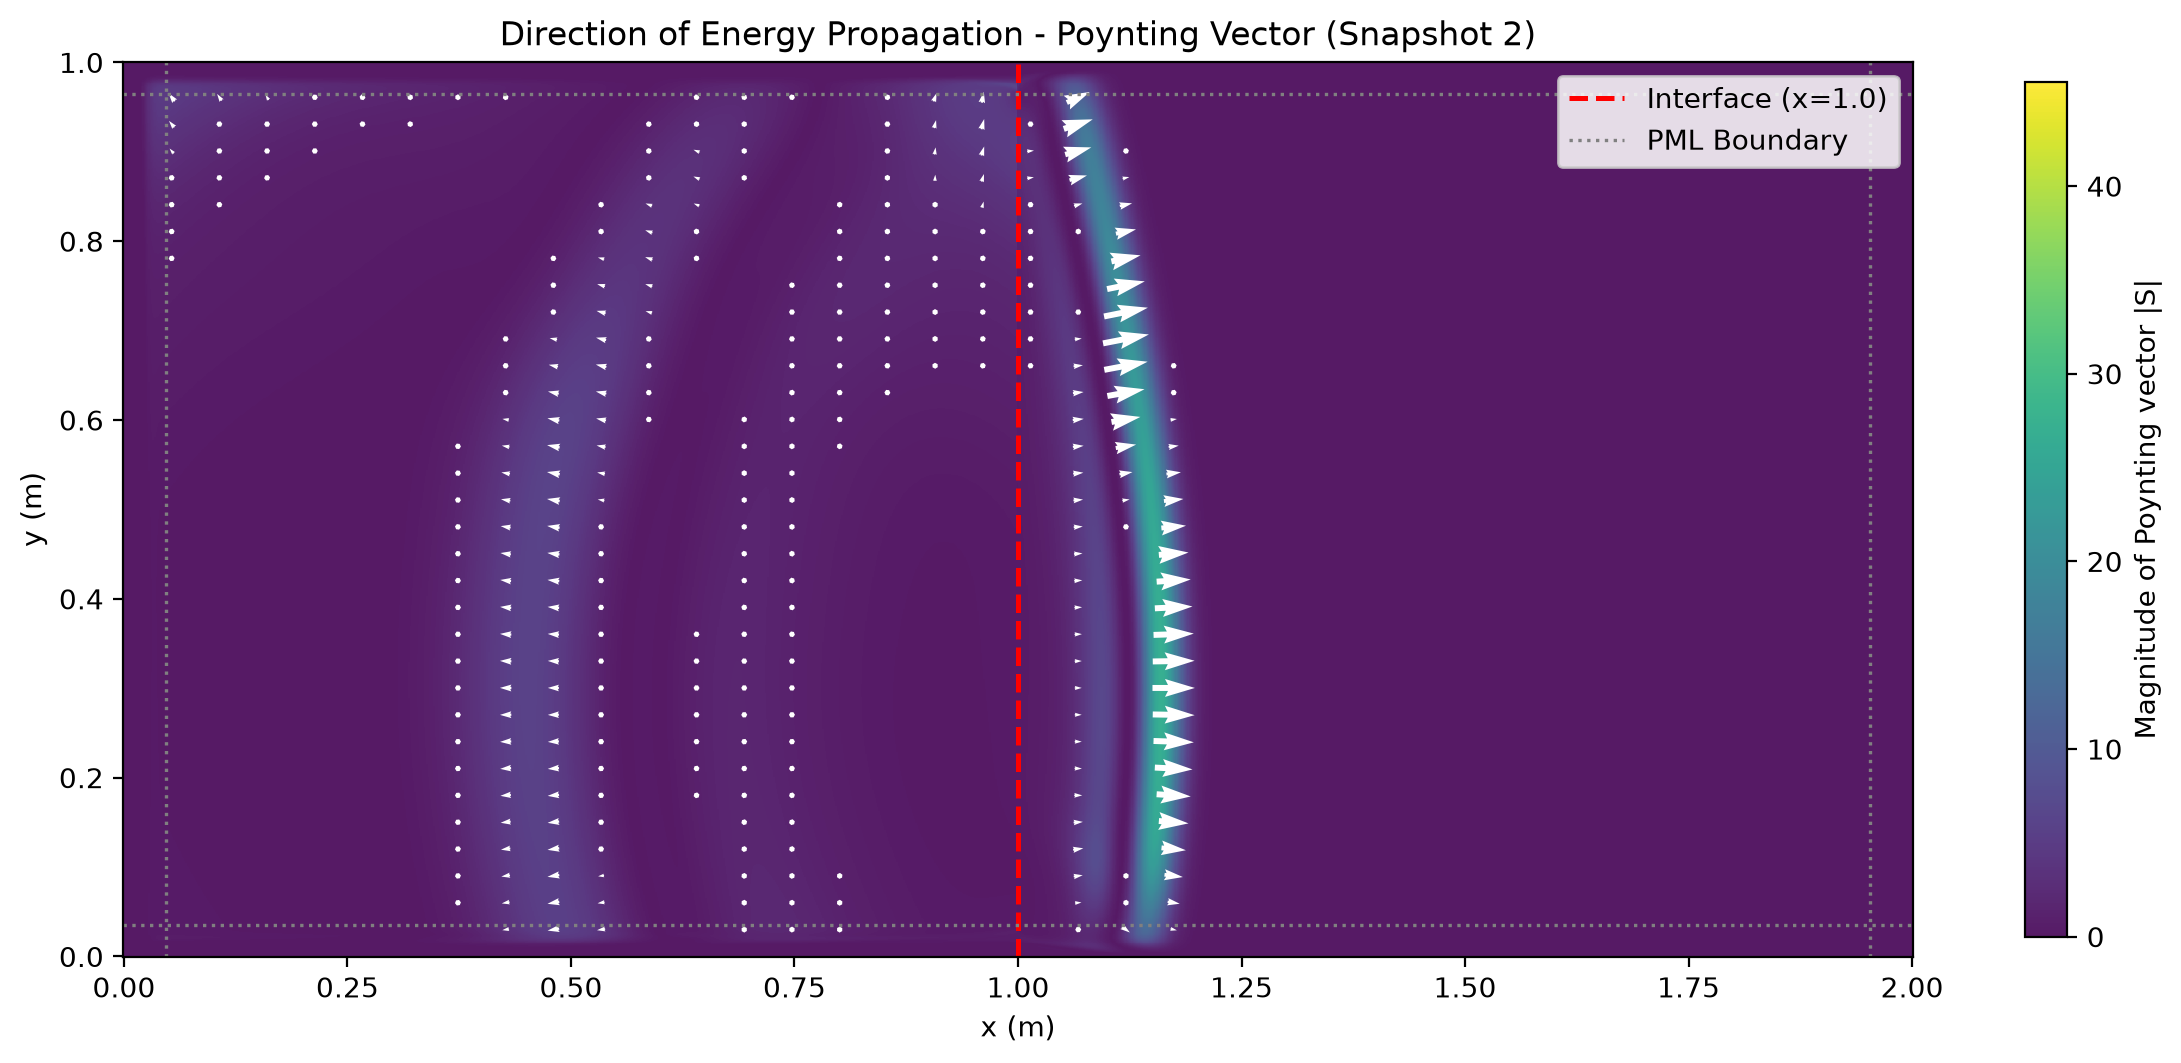 Direction of Energy Propagation - Poynting Vector (Snapshot 2)
Interface (x=1.0)
PML Boundary
1.0
0.8
0.6
0.4
0.2
0.0
y (m)
0.00 0.25 0.50 0.75 1.00 1.25 1.50 1.75 2.00
x (m)
40
30
20
10
0
Magnitude of Poynting vector |S|